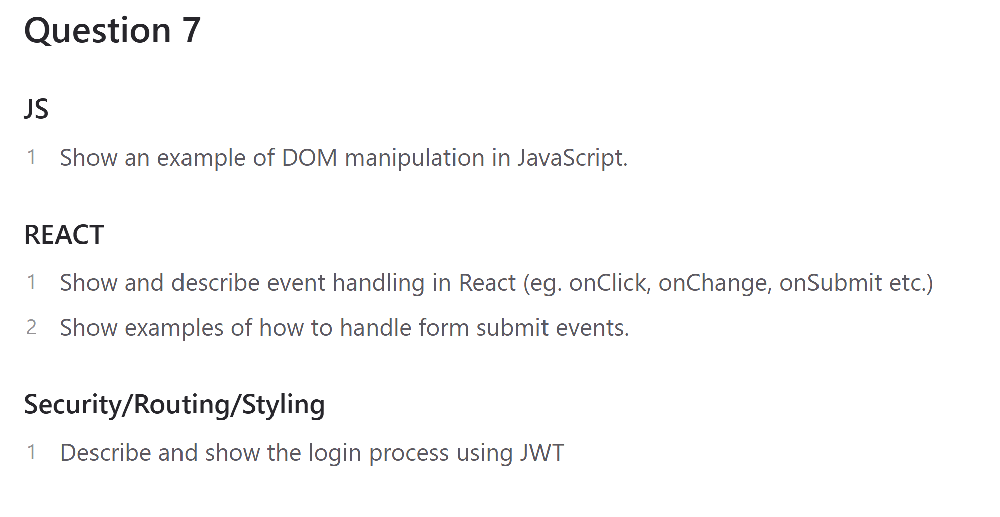 Question 7
JS
1 Show an example of DOM manipulation in JavaScript.
REACT
1 Show and describe event handling in React (eg. onClick, onChange, onSubmit etc.)
2 Show examples of how to handle form submit events.
Security/Routing/Styling
1 Describe and show the login process using JWT